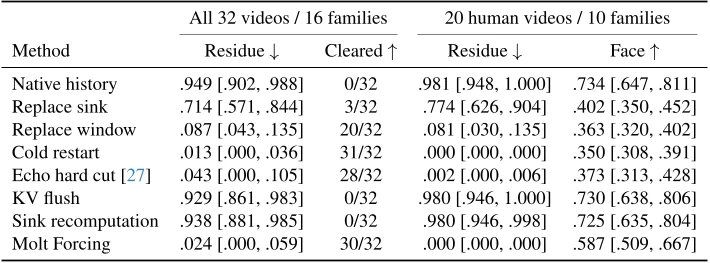 All 32 videos / 16 families 20 human videos / 10 families
Method Residue ↓ Cleared ↑ Residue ↓ Face ↑
Native history .949 [.902, .988] 0/32 .981 [.948, 1.000] .734 [.647, .811]
Replace sink .714 [.571, .844] 3/32 .774 [.626, .904] .402 [.350, .452]
Replace window .087 [.043, .135] 20/32 .081 [.030, .135] .363 [.320, .402]
Cold restart .013 [.000, .036] 31/32 .000 [.000, .000] .350 [.308, .391]
Echo hard cut [27] .043 [.000, .105] 28/32 .002 [.000, .006] .373 [.313, .428]
KV flush .929 [.861, .983] 0/32 .980 [.946, 1.000] .730 [.638, .806]
Sink recomputation .938 [.881, .985] 0/32 .980 [.946, .998] .725 [.635, .804]
Molt Forcing .024 [.000, .059] 30/32 .000 [.000, .000] .587 [.509, .667]